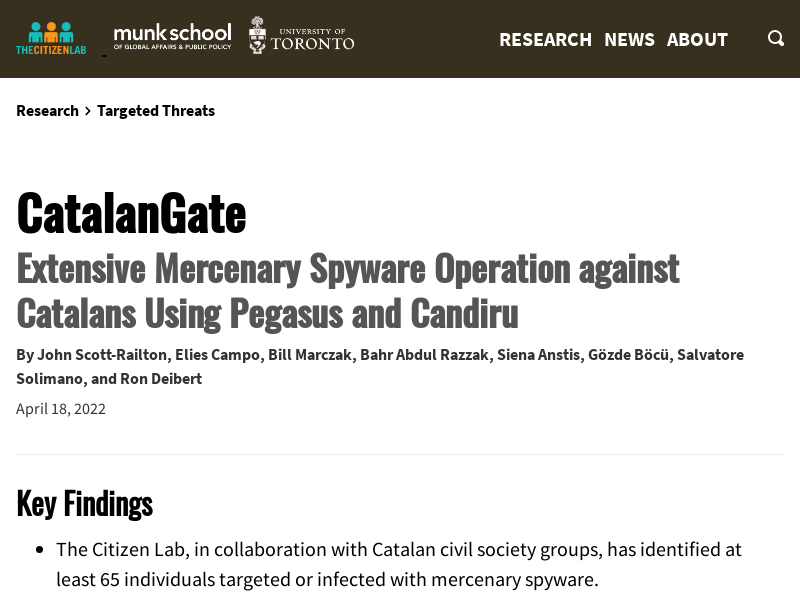 THECITIZENLAB
munk school
OF GLOBAL AFFAIRS & PUBLIC POLICY
UNIVERSITY OF
TORONTO
RESEARCH NEWS ABOUT
Research > Targeted Threats
CatalanGate
Extensive Mercenary Spyware Operation against
Catalans Using Pegasus and Candiru
By John Scott-Railton, Elies Campo, Bill Marczak, Bahr Abdul Razzak, Siena Anstis, Gözde Böcü, Salvatore
Solimano, and Ron Deibert
April 18, 2022
Key Findings
• The Citizen Lab, in collaboration with Catalan civil society groups, has identified at
least 65 individuals targeted or infected with mercenary spyware.